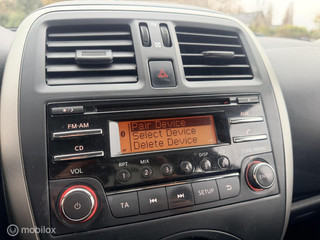 Pair Device
FM·AM
Select Device
Delete Device
CD
RPT
MIX
DISP
VOL
1
2
3
4
5
6
TA
SETUP
mobilox